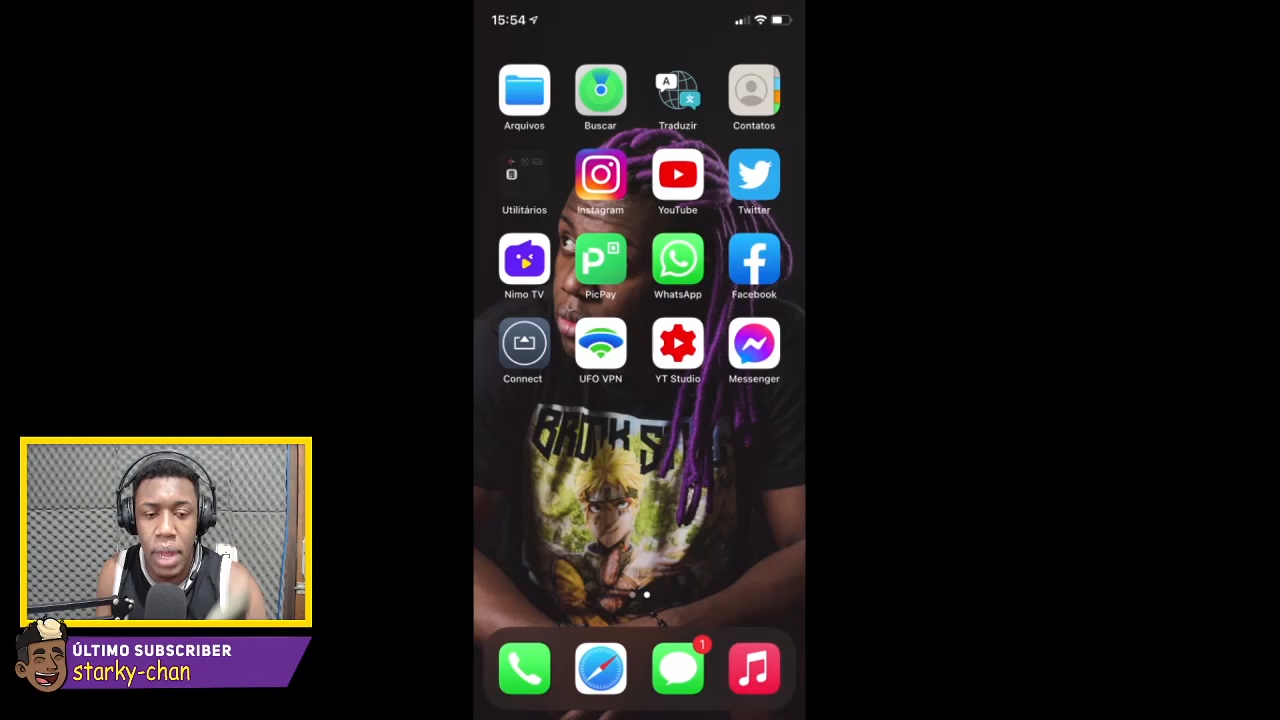 15:54
Arquivos
Buscar
Traduzir
Contatos
Utilitários
Instagram
YouTube
Twitter
Nimo TV
PicPay
WhatsApp
Facebook
Connect
UFO VPN
YT Studio
Messenger
1
ÚLTIMO SUBSCRIBER
starky-chan